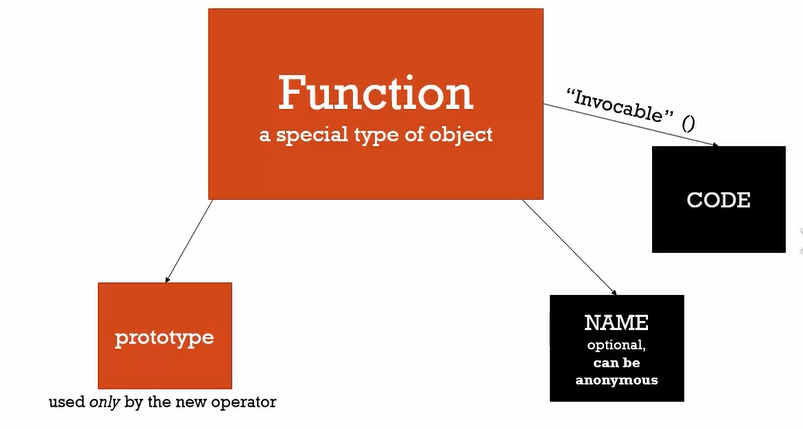 Function
a special type of object
“Invocable” ()
CODE
prototype
used only by the new operator
NAME
optional,
can be
anonymous